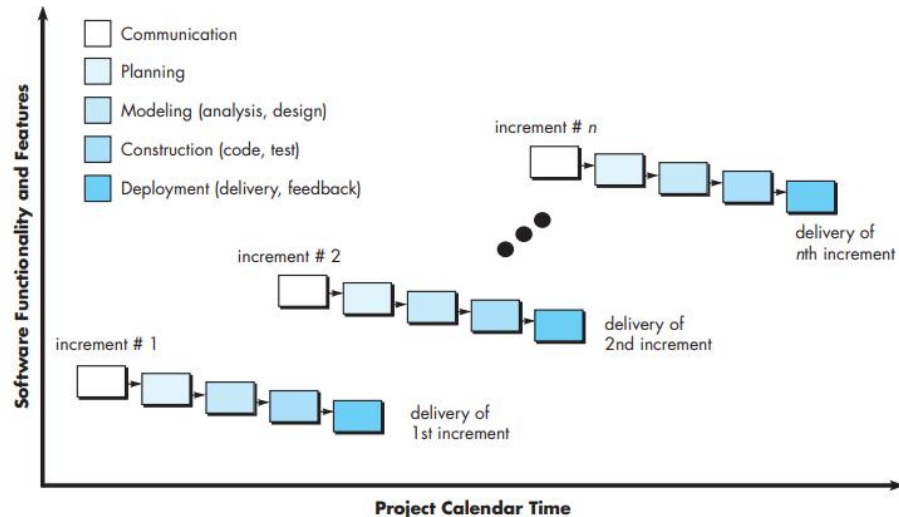 Software Functionality and Features
Communication
Planning
Modeling (analysis, design)
Construction (code, test)
Deployment (delivery, feedback)
increment # n
delivery of
nth increment
increment # 2
delivery of
2nd increment
increment # 1
delivery of
1st increment
Project Calendar Time